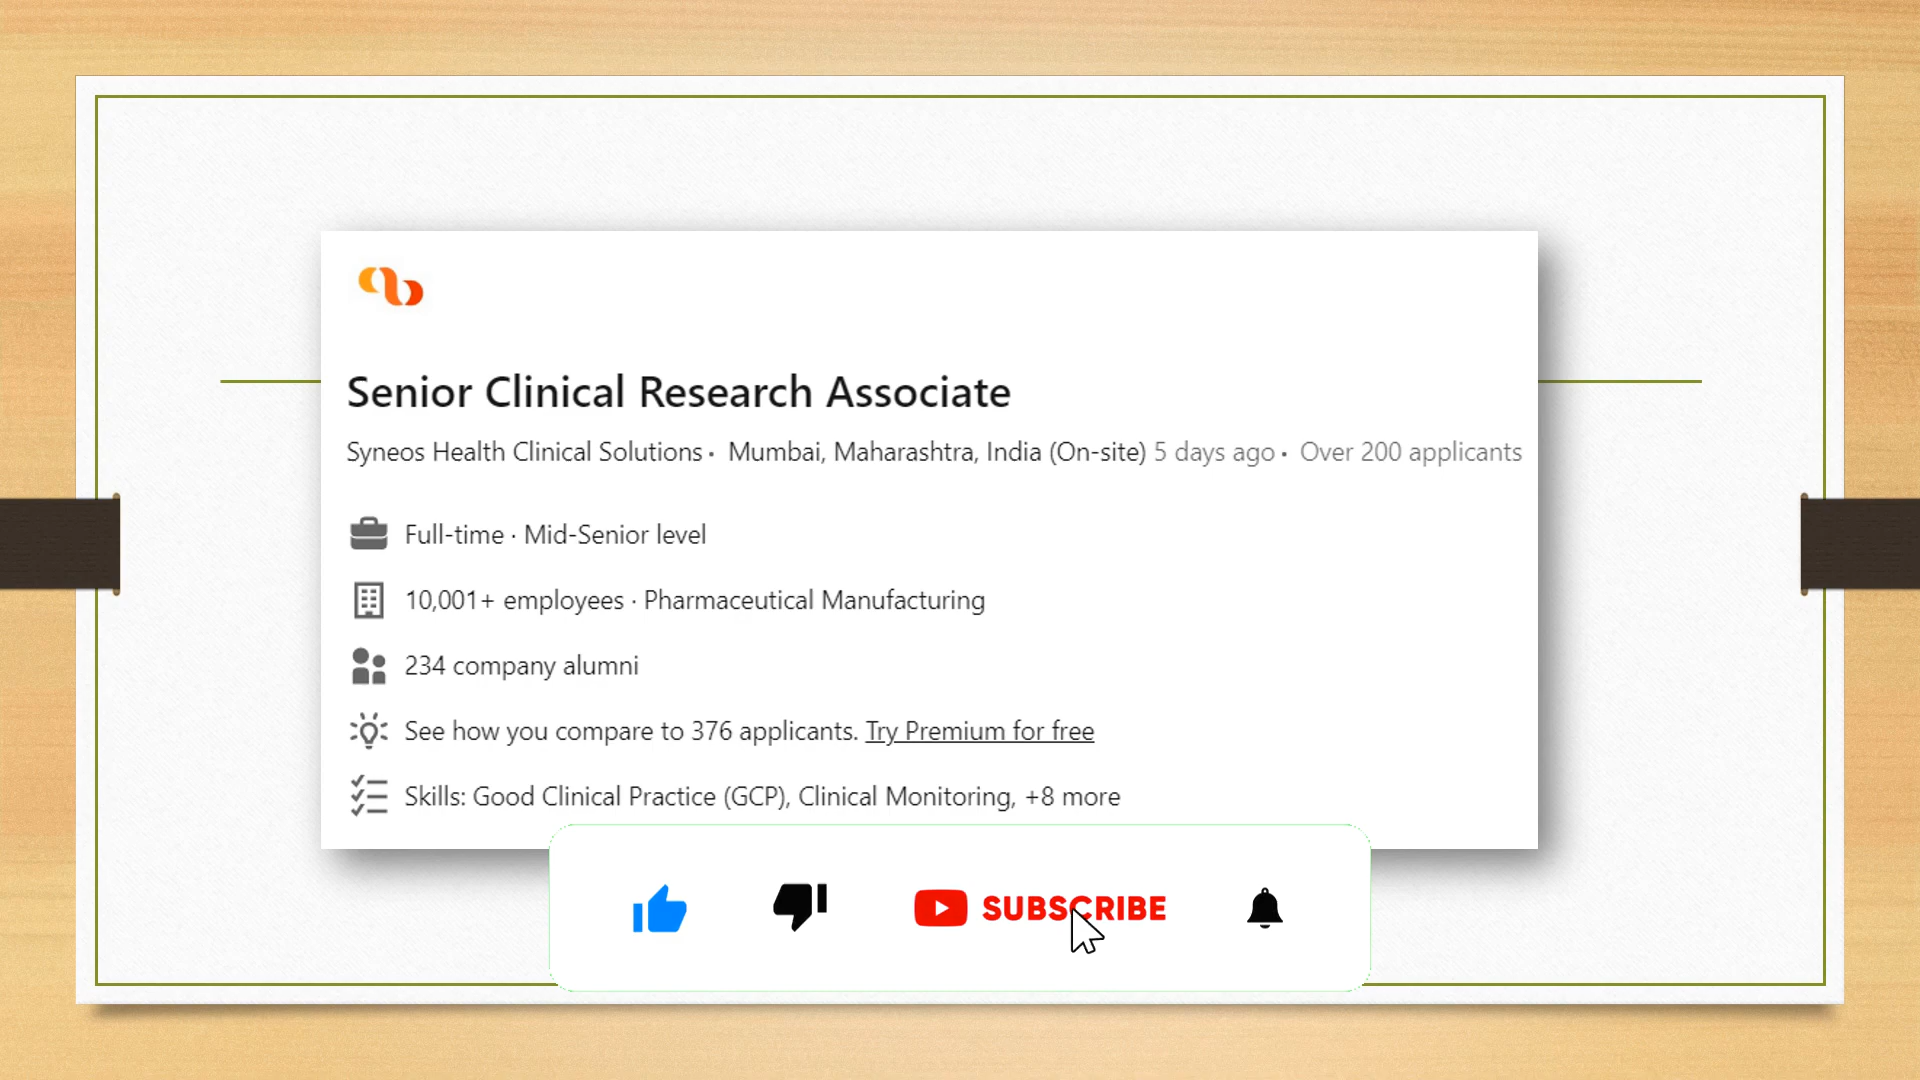 Senior Clinical Research Associate
Syneos Health Clinical Solutions · Mumbai, Maharashtra, India (On-site) 5 days ago · Over 200 applicants
Full-time · Mid-Senior level
10,001+ employees · Pharmaceutical Manufacturing
234 company alumni
See how you compare to 376 applicants. Try Premium for free
Skills: Good Clinical Practice (GCP), Clinical Monitoring, +8 more
SUBSCRIBE